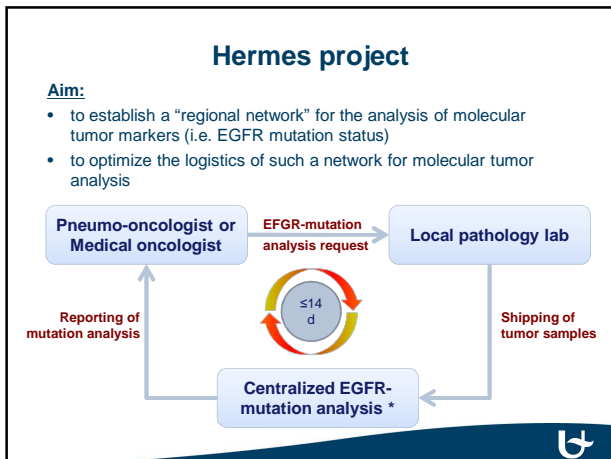 Hermes project
Aim:
• to establish a “regional network” for the analysis of molecular
tumor markers (i.e. EGFR mutation status)
• to optimize the logistics of such a network for molecular tumor
analysis
Pneumo-oncologist or
Medical oncologist
EFGR-mutation
analysis request
Local pathology lab
Reporting of
mutation analysis
≤14
d
Shipping of
tumor samples
Centralized EGFR-
mutation analysis *